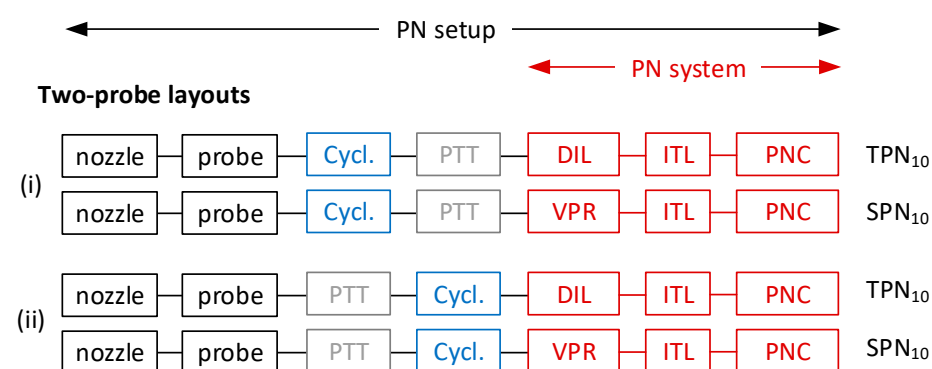 PN setup
PN system
Two-probe layouts
(i)
nozzle probe Cycl. PTT DIL ITL PNC TPN₁₀
nozzle probe Cycl. PTT VPR ITL PNC SPN₁₀
(ii)
nozzle probe PTT Cycl. DIL ITL PNC TPN₁₀
nozzle probe PTT Cycl. VPR ITL PNC SPN₁₀